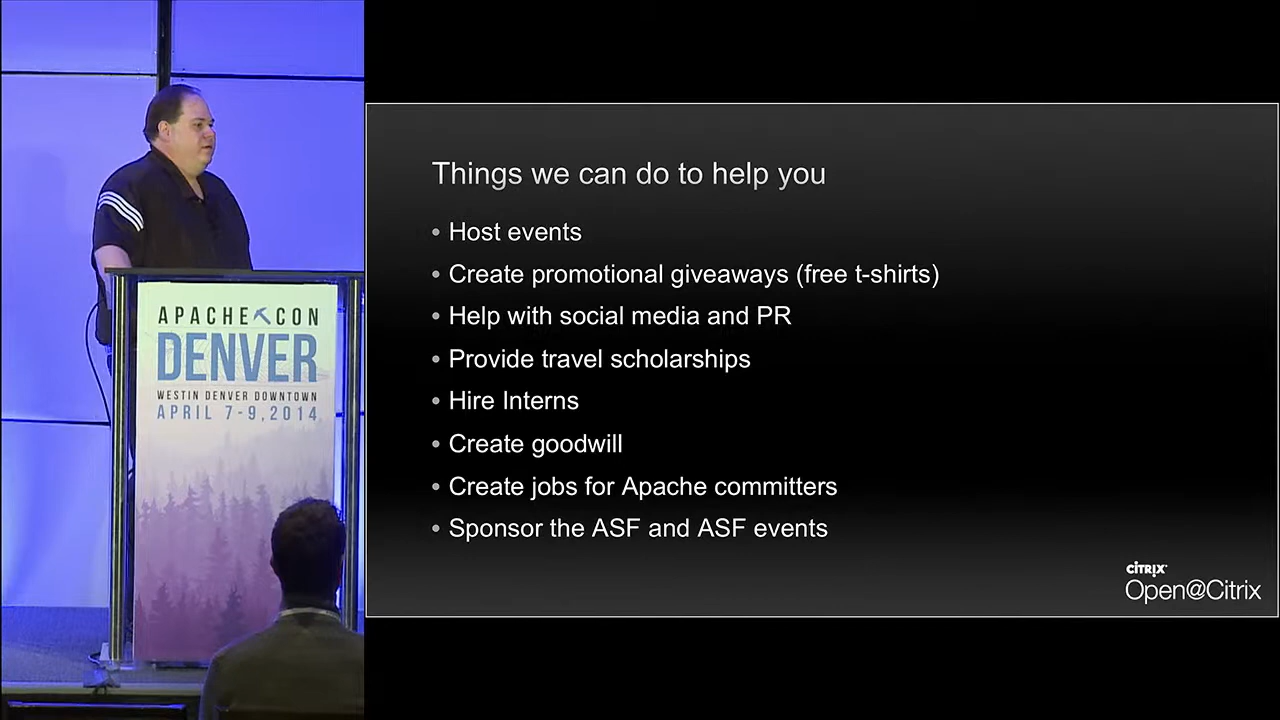 APACHE CON
DENVER
WESTIN DENVER DOWNTOWN
APRIL 7-9, 2014
Things we can do to help you
• Host events
• Create promotional giveaways (free t-shirts)
• Help with social media and PR
• Provide travel scholarships
• Hire Interns
• Create goodwill
• Create jobs for Apache committers
• Sponsor the ASF and ASF events
CITRIX
Open@Citrix